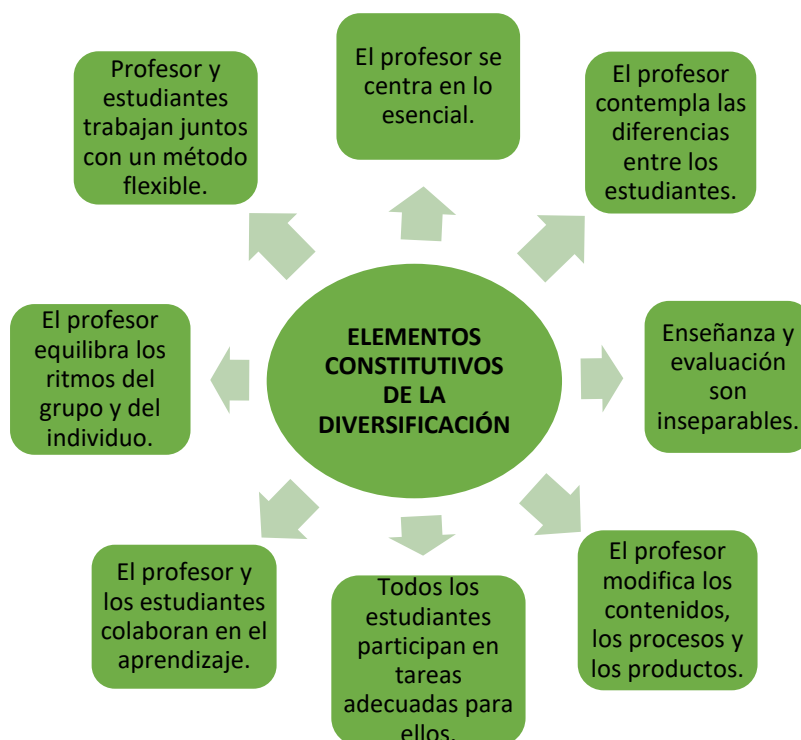 El profesor se
centra en lo
esencial.
El profesor
contempla las
diferencias
entre los
estudiantes.
Enseñanza y
evaluación
son
inseparables.
El profesor
modifica los
contenidos,
los procesos y
los productos.
Todos los
estudiantes
participan en
tareas
adecuadas para
ellos.
El profesor y
los estudiantes
colaboran en el
aprendizaje.
El profesor
equilibra los
ritmos del
grupo y del
individuo.
Profesor y
estudiantes
trabajan juntos
con un método
flexible.
ELEMENTOS
CONSTITUTIVOS
DE LA
DIVERSIFICACIÓN